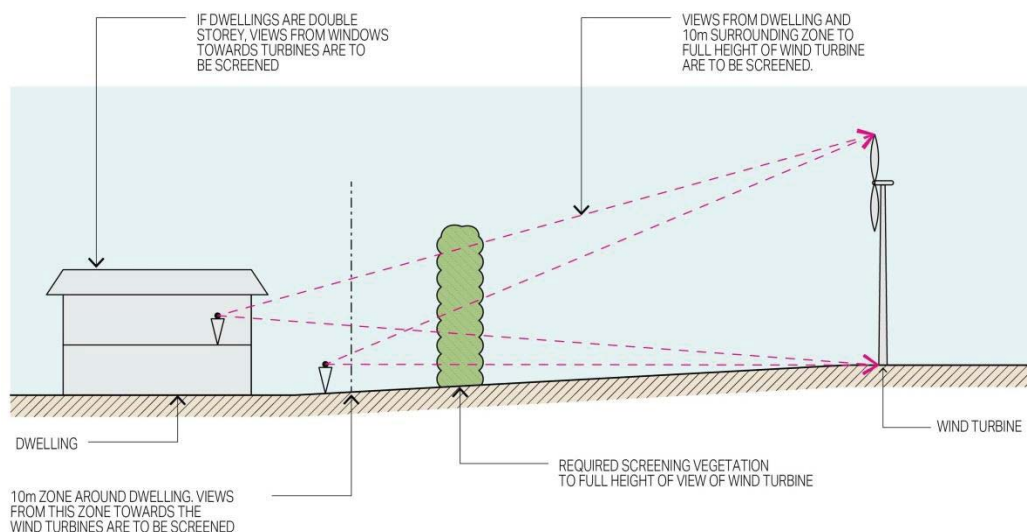 IF DWELLINGS ARE DOUBLE
STOREY, VIEWS FROM WINDOWS
TOWARDS TURBINES ARE TO
BE SCREENED
VIEWS FROM DWELLING AND
10m SURROUNDING ZONE TO
FULL HEIGHT OF WIND TURBINE
ARE TO BE SCREENED.
DWELLING
WIND TURBINE
REQUIRED SCREENING VEGETATION
TO FULL HEIGHT OF VIEW OF WIND TURBINE
10m ZONE AROUND DWELLING. VIEWS
FROM THIS ZONE TOWARDS THE
WIND TURBINES ARE TO BE SCREENED